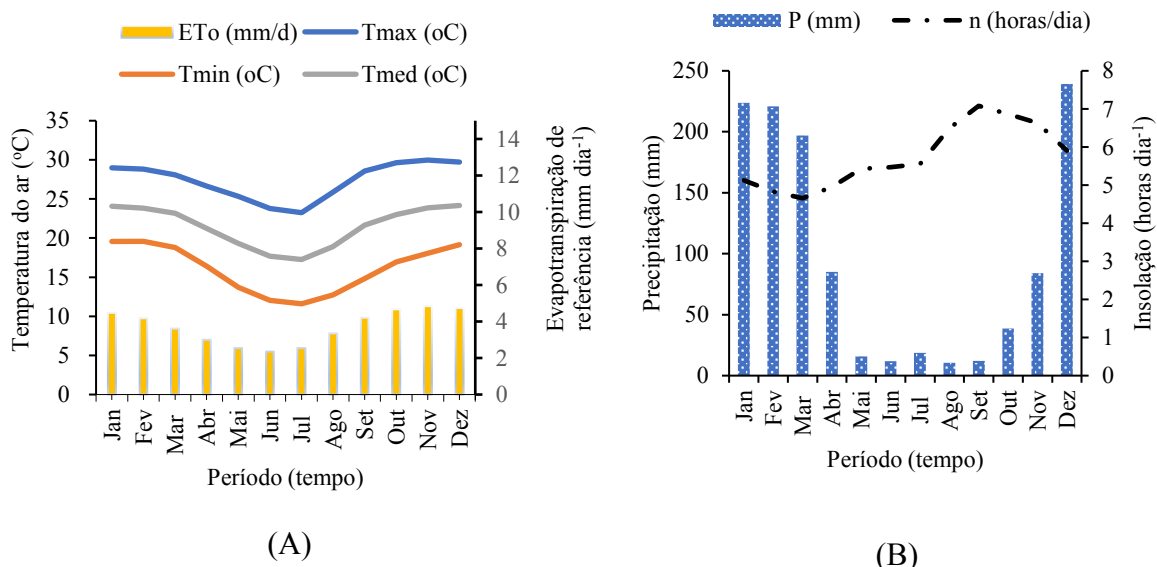 ETo (mm/d) Tmax (oC)
Tmin (oC) Tmed (oC)
Temperatura do ar (ºC)
35
30
25
20
15
10
5
0
14
12
10
8
6
4
2
0
Evapotranspiração de
referência (mm dia⁻¹)
Jan Fev Mar Abr Mai Jun Jul Ago Set Out Nov Dez
Período (tempo)
(A)
P (mm) n (horas/dia)
Precipitação (mm)
250
200
150
100
50
0
8
7
6
5
4
3
2
1
0
Insolação (horas dia⁻¹)
Jan Fev Mar Abr Mai Jun Jul Ago Set Out Nov Dez
Período (tempo)
(B)